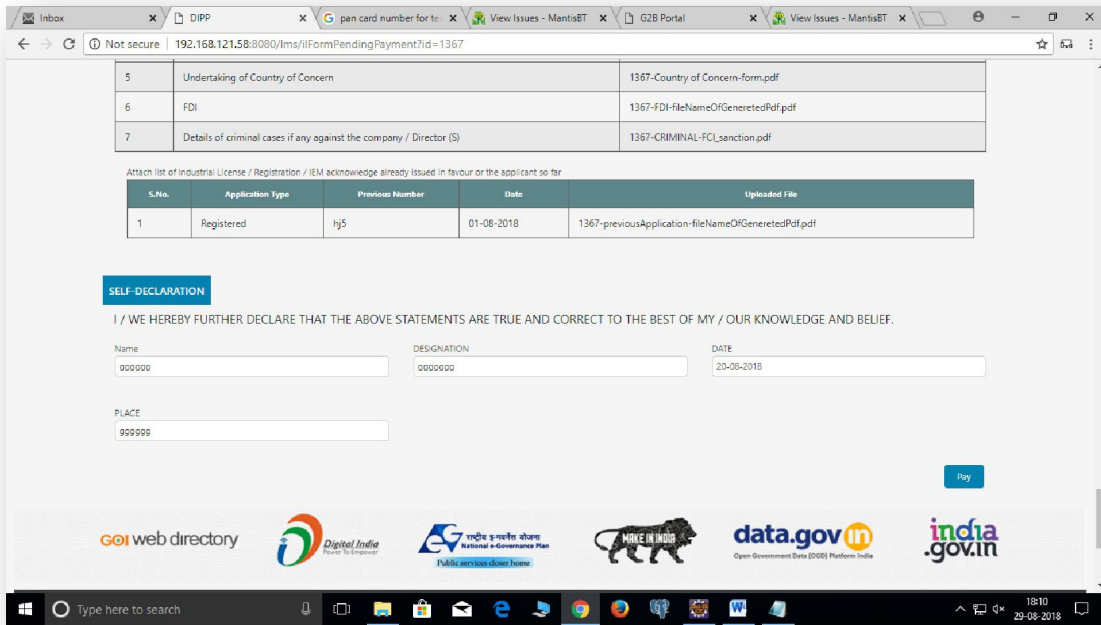 Inbox
DIPP
pan card number for te
View Issues - MantisBT
G2B Portal
View Issues - MantisBT
Not secure | 192.168.121.58:8080/lms/ilFormPendingPayment?id=1367
5 Undertaking of Country of Concern 1367-Country of Concern-form.pdf
6 FDI 1367-FDI-fileNameOfGeneretedPdf.pdf
7 Details of criminal cases if any against the company / Director (S) 1367-CRIMINAL-FCI_sanction.pdf
Attach list of Industrial License / Registration / IEM acknowledge already issued in favour or the applicant so far
S.No. Application Type Previous Number Date Uploaded File
1 Registered hj5 01-08-2018 1367-previousApplication-fileNameOfGeneretedPdf.pdf
SELF-DECLARATION
I / WE HEREBY FURTHER DECLARE THAT THE ABOVE STATEMENTS ARE TRUE AND CORRECT TO THE BEST OF MY / OUR KNOWLEDGE AND BELIEF.
Name DESIGNATION DATE
gggggg ggggggg 20-08-2018
PLACE
gggggg
Pay
GOI web directory
Digital India
Power To Empower
राष्ट्रीय ई-गवर्नेंस योजना
National e-Governance Plan
Public services closer home
MAKE IN INDIA
data.gov in
Open Government Data (OGD) Platform India
india
.gov.in
Type here to search
18:10
29-08-2018